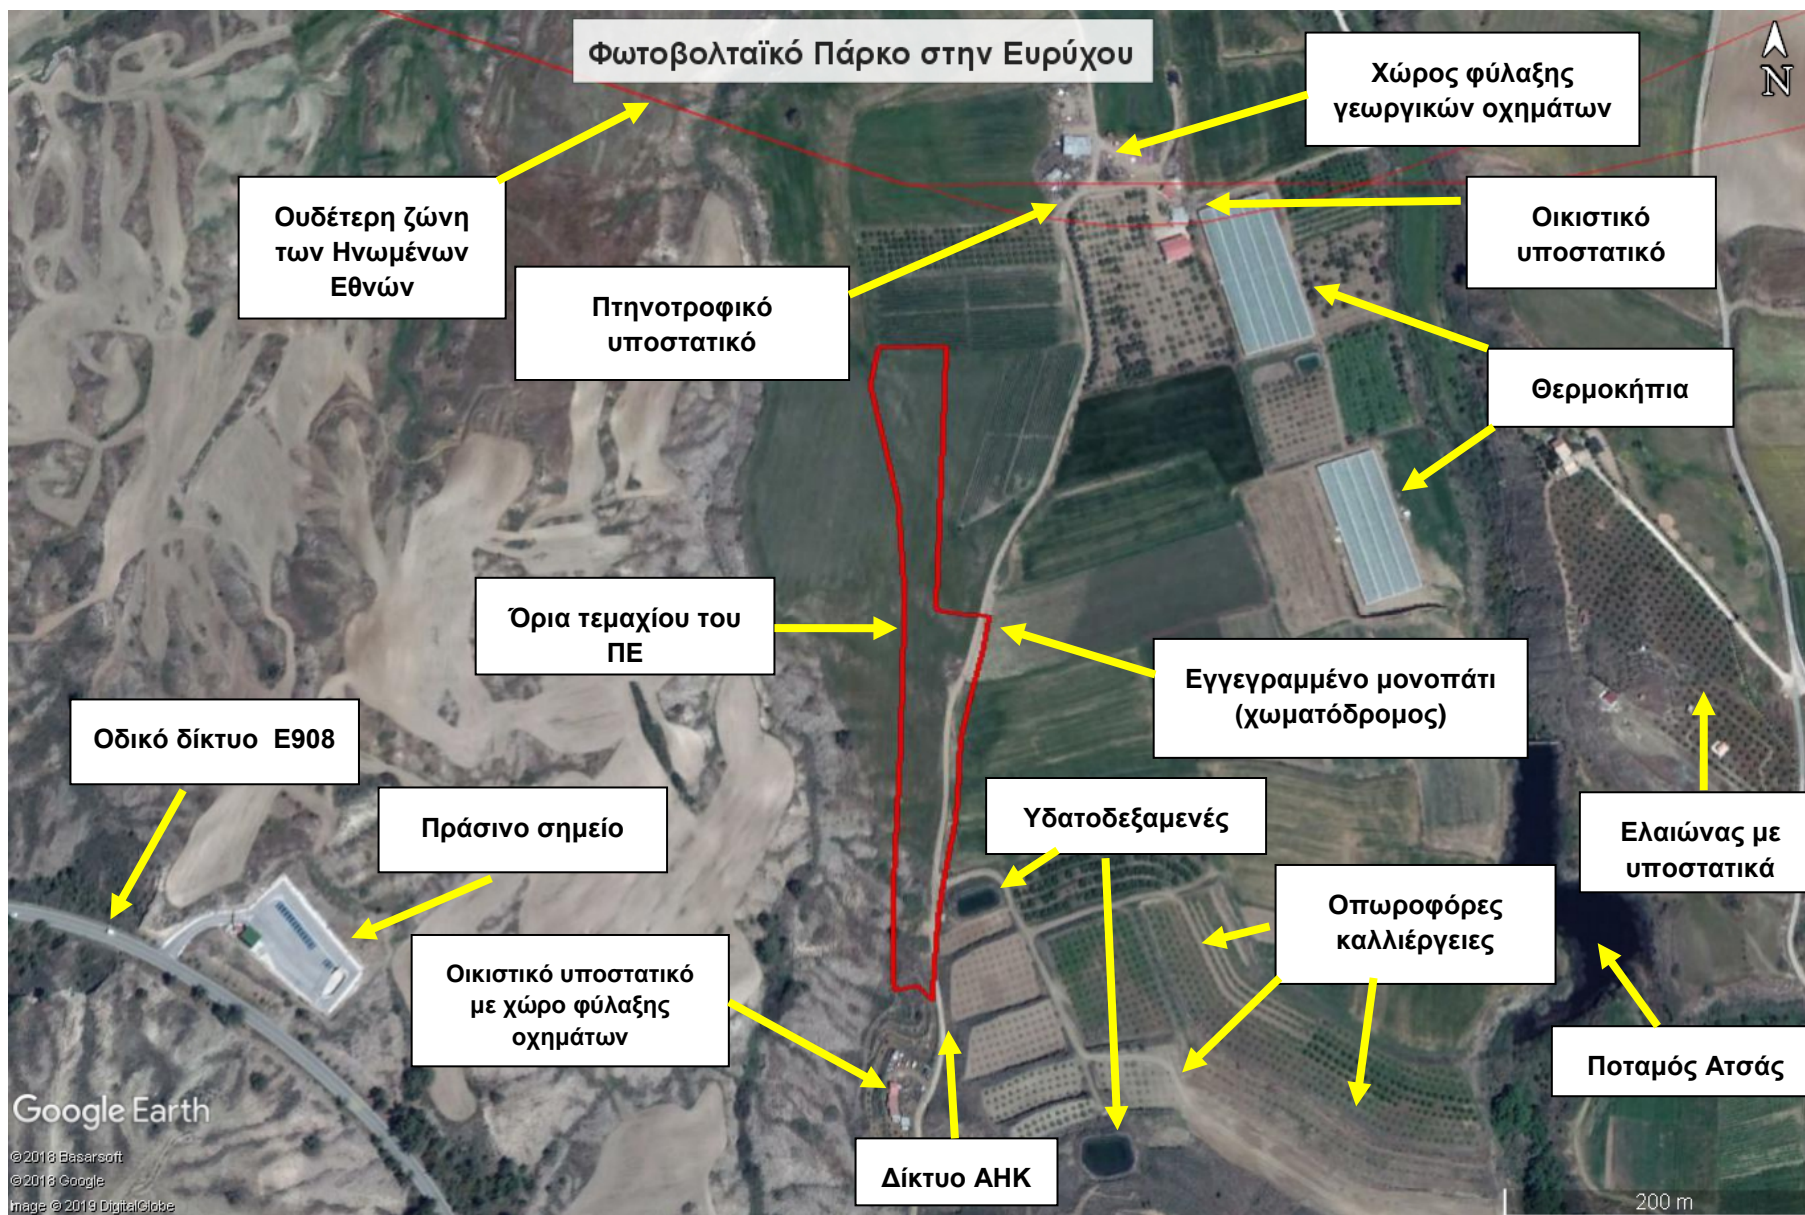 Φωτοβολταϊκό Πάρκο στην Ευρύχου
N
Χώρος φύλαξης
γεωργικών οχημάτων
Ουδέτερη ζώνη
των Ηνωμένων
Εθνών
Οικιστικό
υποστατικό
Πτηνοτροφικό
υποστατικό
Θερμοκήπια
Όρια τεμαχίου του
ΠΕ
Εγγεγραμμένο μονοπάτι
(χωματόδρομος)
Οδικό δίκτυο Ε908
Πράσινο σημείο
Υδατοδεξαμενές
Ελαιώνας με
υποστατικά
Οπωροφόρες
καλλιέργειες
Οικιστικό υποστατικό
με χώρο φύλαξης
οχημάτων
Ποταμός Ατσάς
Δίκτυο ΑΗΚ
Google Earth
©2018 Basarsoft
©2018 Google
Image ©2019 DigitalGlobe
200 m